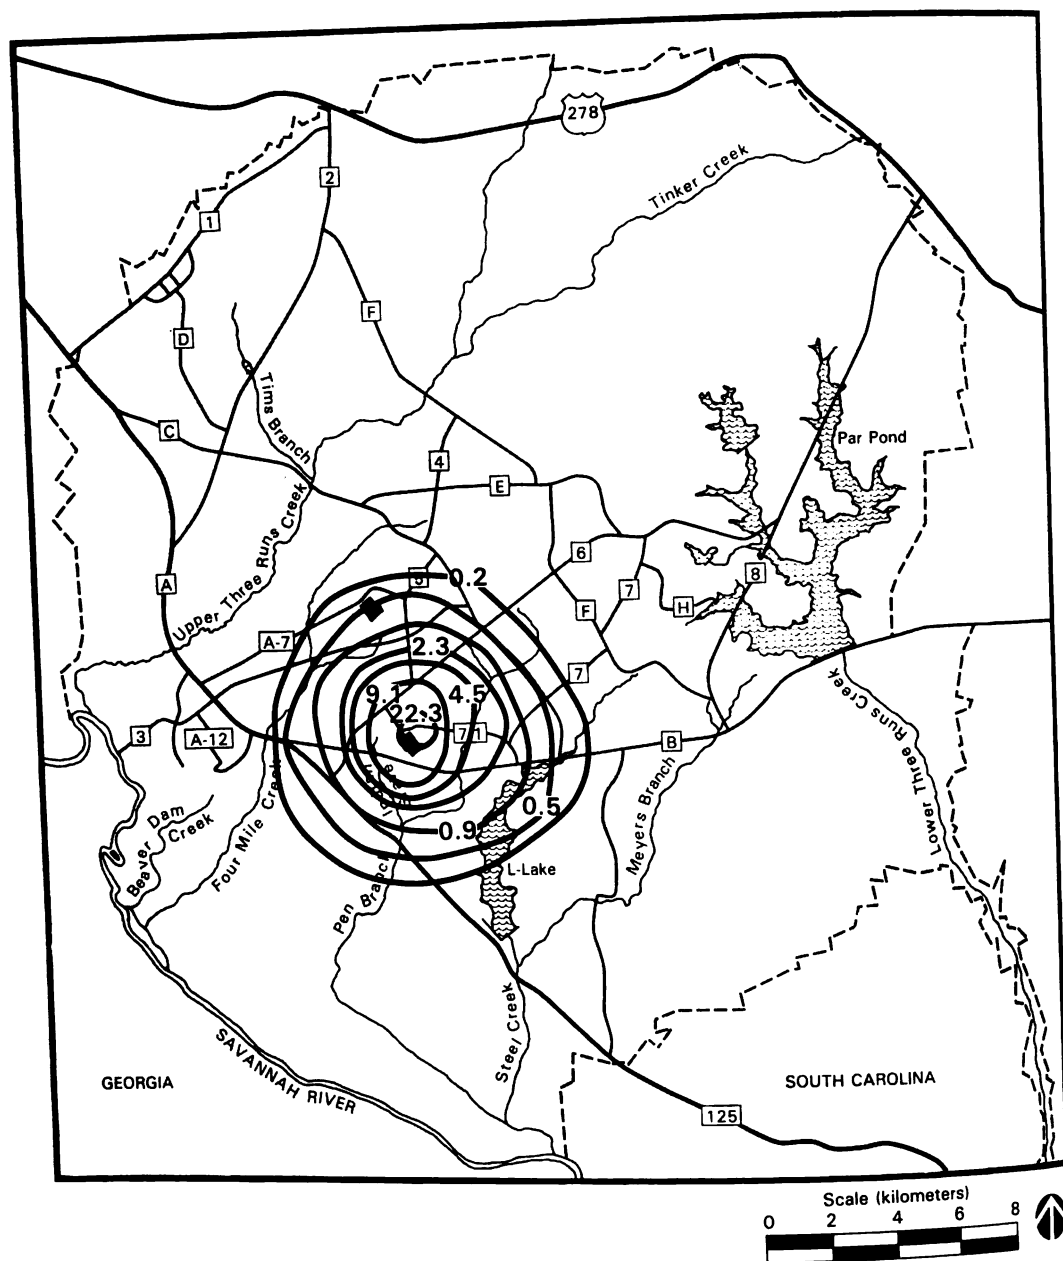 278
Tinker Creek
2
1
F
D
Tims Branch
C
Par Pond
4
E
Upper Three Runs Creek
6
A
5
0.2
8
7
F
H
A-7
2.3
7
9.1
4.5
22.3
7.1
3
A-12
B
Lower Three Runs Creek
Meyers Branch
Beaver Dam
Creek
Four Mile Creek
0.5
0.9
L-Lake
Pen Branch
Steel Creek
SAVANNAH RIVER
GEORGIA
SOUTH CAROLINA
125
Scale (kilometers)
0 2 4 6 8